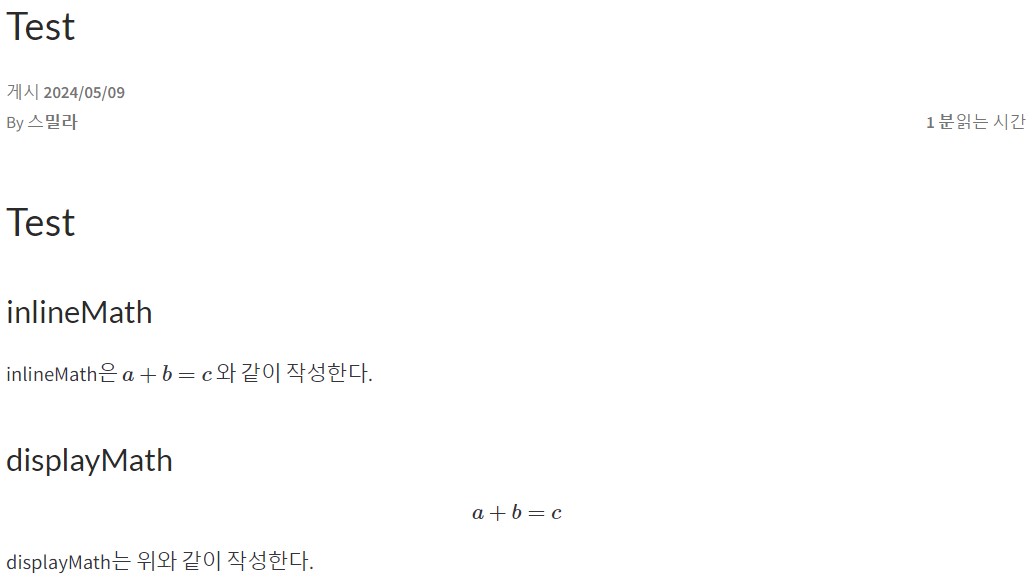 Test
게시 2024/05/09
By 스밀라
1 분읽는 시간
Test
inlineMath
inlineMath은 a + b = c 와 같이 작성한다.
displayMath
a + b = c
displayMath는 위와 같이 작성한다.